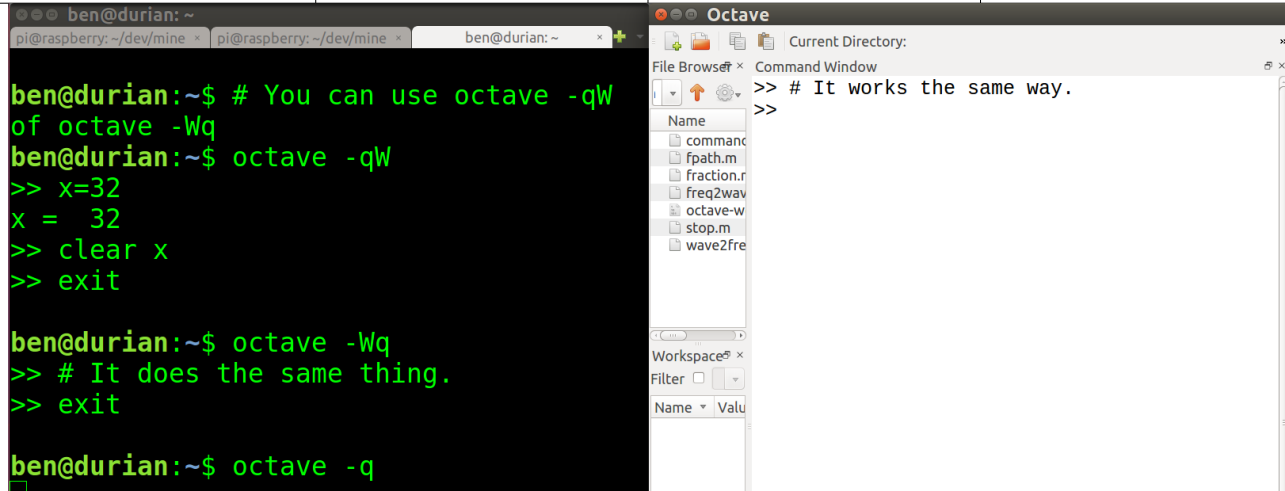 ben@durian: ~
pi@raspberry: ~/dev/mine × pi@raspberry: ~/dev/mine × ben@durian: ~ ×
ben@durian:~$ # You can use octave -qW
of octave -Wq
ben@durian:~$ octave -qW
>> x=32
x =  32
>> clear x
>> exit
ben@durian:~$ octave -Wq
>> # It does the same thing.
>> exit
ben@durian:~$ octave -q
Octave
Current Directory:
File Browser
Name
command
fpath.m
fraction.r
freq2wav
octave-w
stop.m
wave2fre
Workspace
Filter
Name Valu
Command Window
>> # It works the same way.
>>